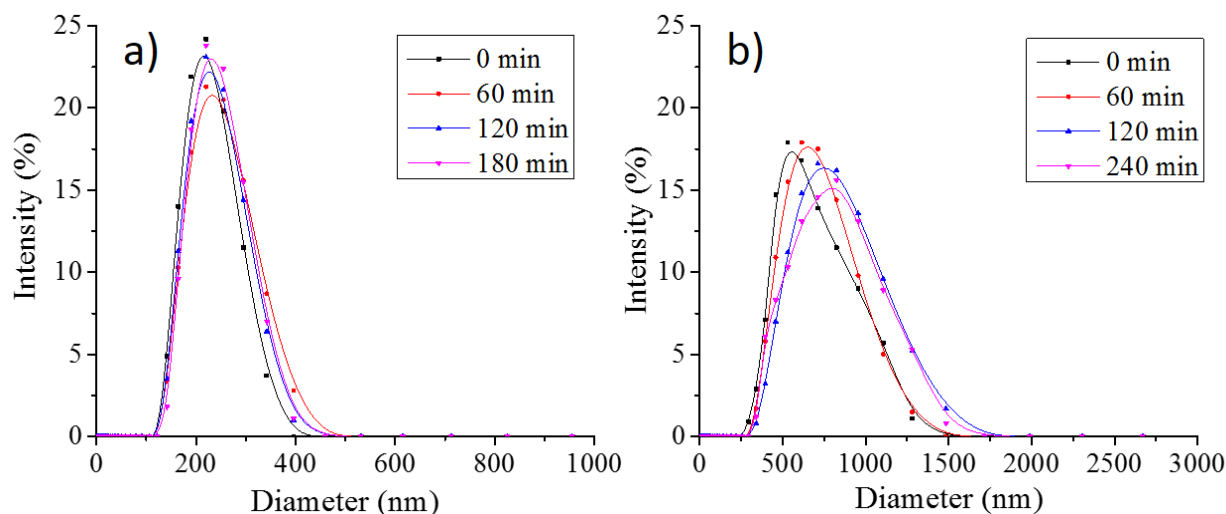 a)
0 min
60 min
120 min
180 min
25
20
15
10
5
0
Intensity (%)
0 200 400 600 800 1000
Diameter (nm)
b)
0 min
60 min
120 min
240 min
25
20
15
10
5
0
Intensity (%)
0 500 1000 1500 2000 2500 3000
Diameter (nm)